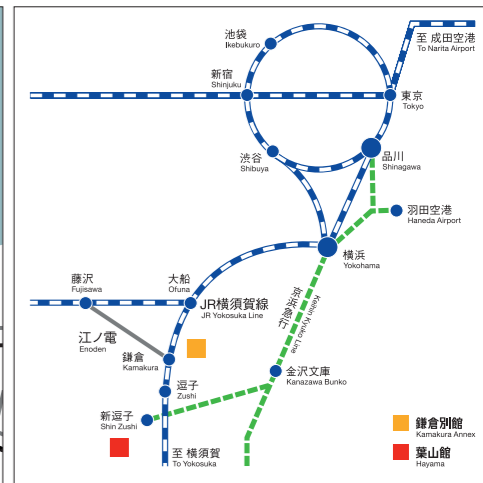 池袋
Ikebukuro
至 成田空港
To Narita Airport
新宿
Shinjuku
東京
Tokyo
渋谷
Shibuya
品川
Shinagawa
羽田空港
Haneda Airport
横浜
Yokohama
藤沢
Fujisawa
大船
Ofuna
JR横須賀線
JR Yokosuka Line
京浜急行
Keihin Kyuko Line
江ノ電
Enoden
鎌倉
Kamakura
金沢文庫
Kanazawa Bunko
逗子
Zushi
新逗子
Shin Zushi
至 横須賀
To Yokosuka
鎌倉別館
Kamakura Annex
葉山館
Hayama